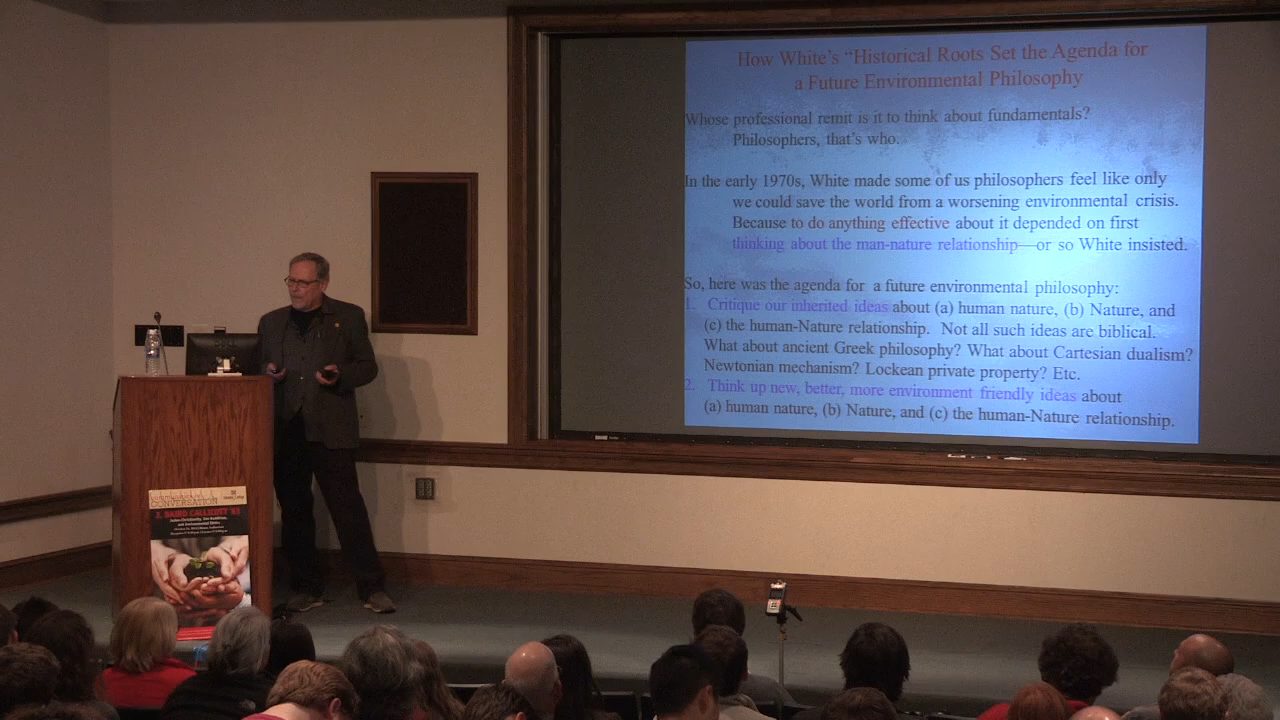 How White's "Historical Roots Set the Agenda for
a Future Environmental Philosophy
Whose professional remit is it to think about fundamentals?
Philosophers, that's who.
In the early 1970s, White made some of us philosophers feel like only
we could save the world from a worsening environmental crisis.
Because to do anything effective about it depended on first
thinking about the man-nature relationship—or so White insisted.
So, here was the agenda for a future environmental philosophy:
1. Critique our inherited ideas about (a) human nature, (b) Nature, and
(c) the human-Nature relationship. Not all such ideas are biblical.
What about ancient Greek philosophy? What about Cartesian dualism?
Newtonian mechanism? Lockean private property? Etc.
2. Think up new, better, more environment friendly ideas about
(a) human nature, (b) Nature, and (c) the human-Nature relationship.
CONVERSATION
J. BAIRD CALLICOTT '63